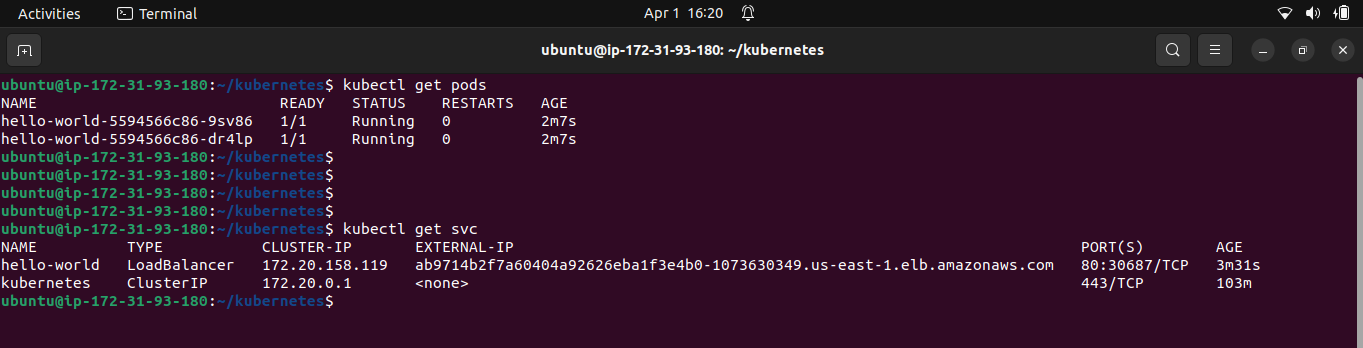 Activities Terminal Apr 1 16:20
ubuntu@ip-172-31-93-180: ~/kubernetes
ubuntu@ip-172-31-93-180:~/kubernetes$ kubectl get pods
NAME READY STATUS RESTARTS AGE
hello-world-5594566c86-9sv86 1/1 Running 0 2m7s
hello-world-5594566c86-dr4lp 1/1 Running 0 2m7s
ubuntu@ip-172-31-93-180:~/kubernetes$
ubuntu@ip-172-31-93-180:~/kubernetes$
ubuntu@ip-172-31-93-180:~/kubernetes$
ubuntu@ip-172-31-93-180:~/kubernetes$
ubuntu@ip-172-31-93-180:~/kubernetes$ kubectl get svc
NAME TYPE CLUSTER-IP EXTERNAL-IP PORT(S) AGE
hello-world LoadBalancer 172.20.158.119 ab9714b2f7a60404a92626eba1f3e4b0-1073630349.us-east-1.elb.amazonaws.com 80:30687/TCP 3m31s
kubernetes ClusterIP 172.20.0.1 <none> 443/TCP 103m
ubuntu@ip-172-31-93-180:~/kubernetes$